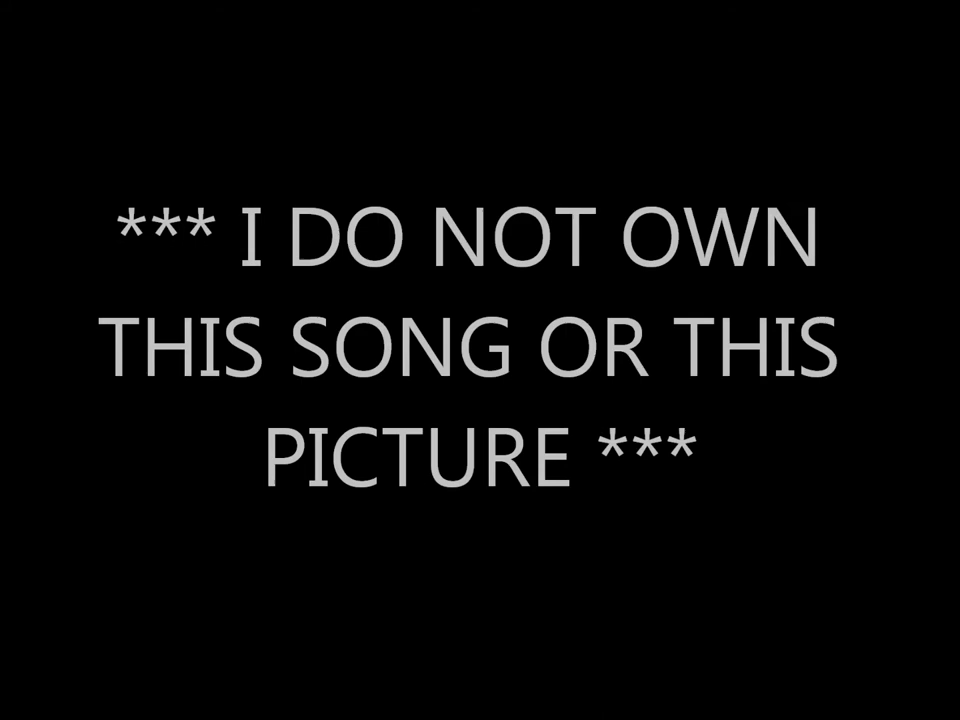 *** I DO NOT OWN
THIS SONG OR THIS
PICTURE ***